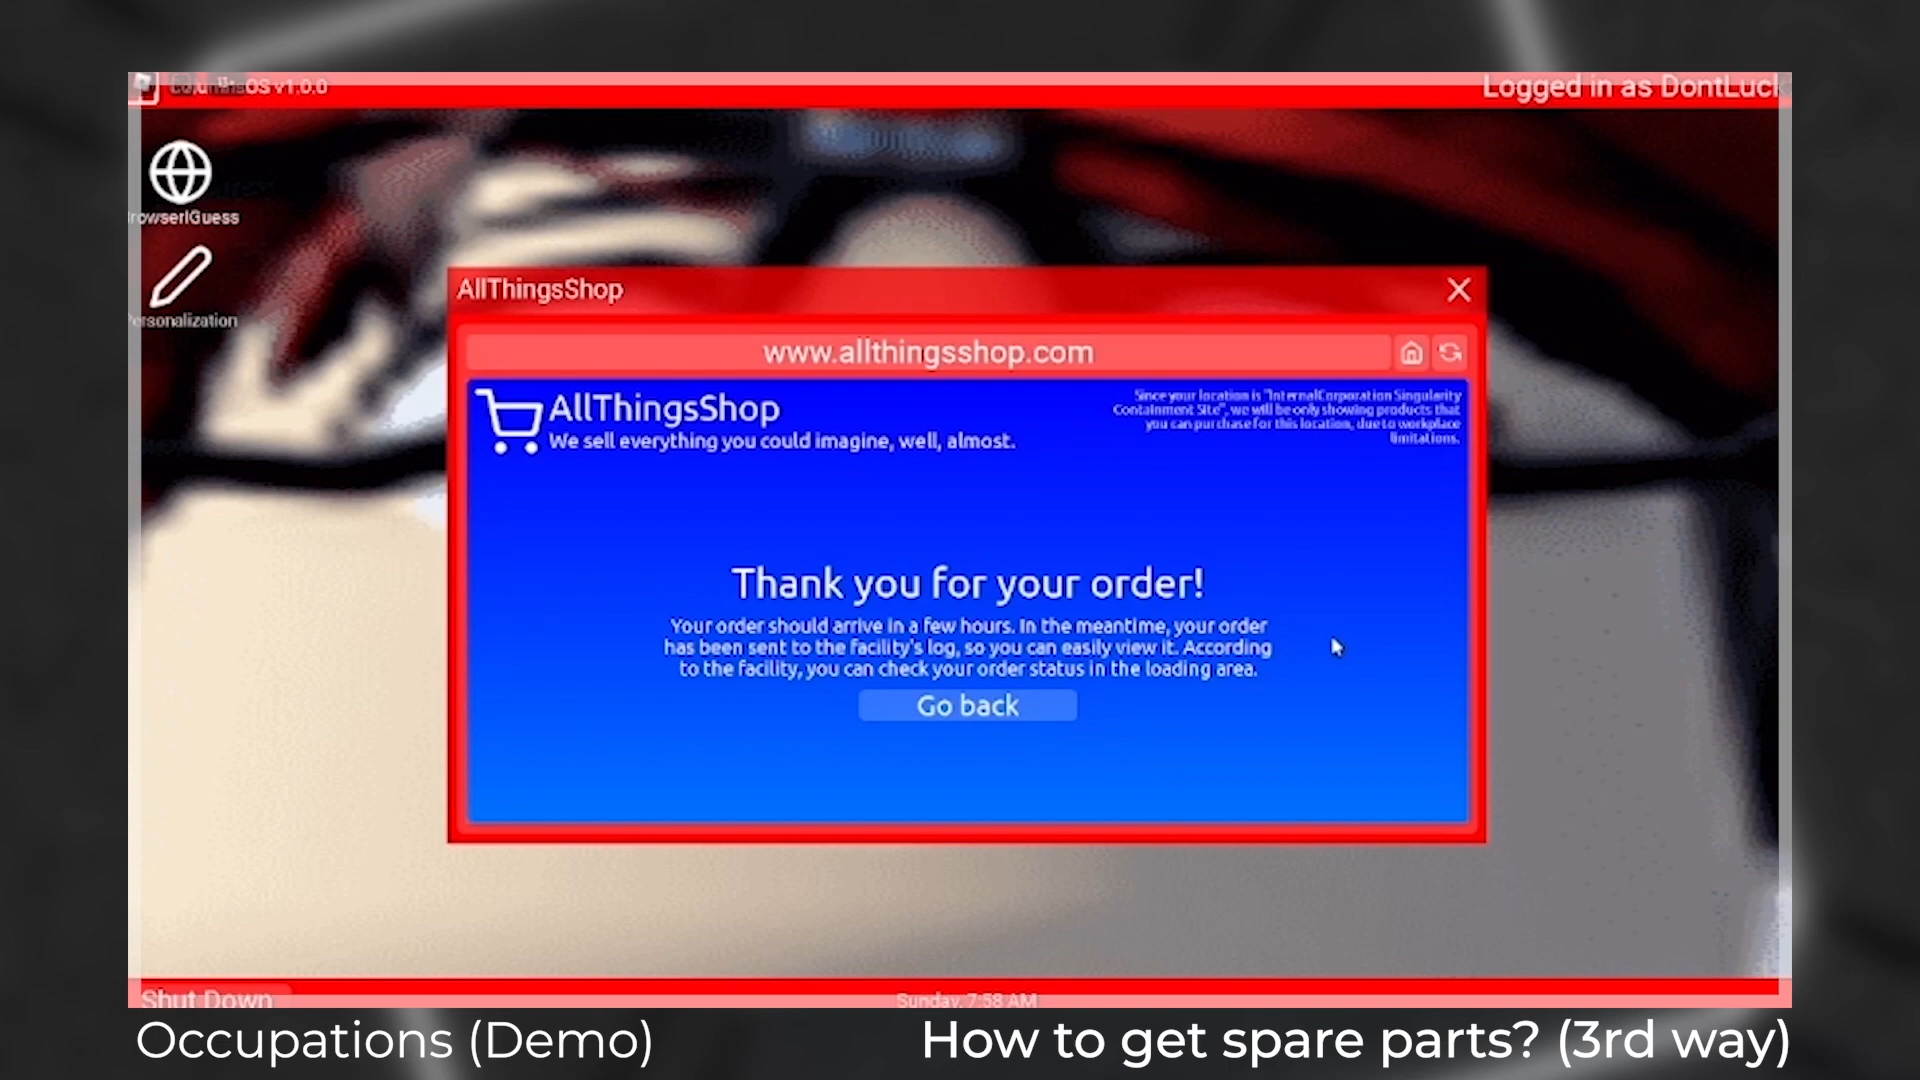 OS v1.0.0
Logged in as DontLuck
BrowserIGuess
Personalization
AllThingsShop
www.allthingsshop.com
AllThingsShop
We sell everything you could imagine, well, almost.
Since your location is "InternalCorporation Singularity
Containment Site", we will be only showing products that
you can purchase for this location, due to workplace
limitations.
Thank you for your order!
Your order should arrive in a few hours. In the meantime, your order
has been sent to the facility's log, so you can easily view it. According
to the facility, you can check your order status in the loading area.
Go back
Shut Down
Sunday, 7:58 AM
Occupations (Demo)
How to get spare parts? (3rd way)